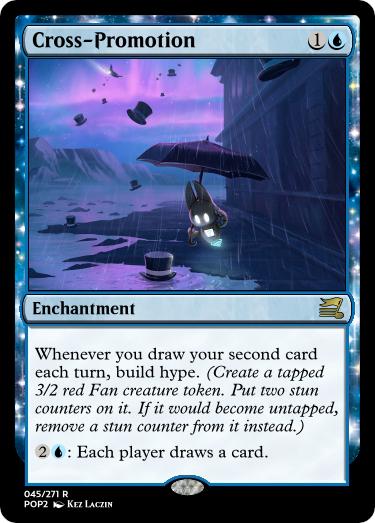 Cross-Promotion 1
Enchantment
Whenever you draw your second card
each turn, build hype. (Create a tapped
3/2 red Fan creature token. Put two stun
counters on it. If it would become untapped,
remove a stun counter from it instead.)
2 : Each player draws a card.
045/271 R
POP2 Kez Laczin